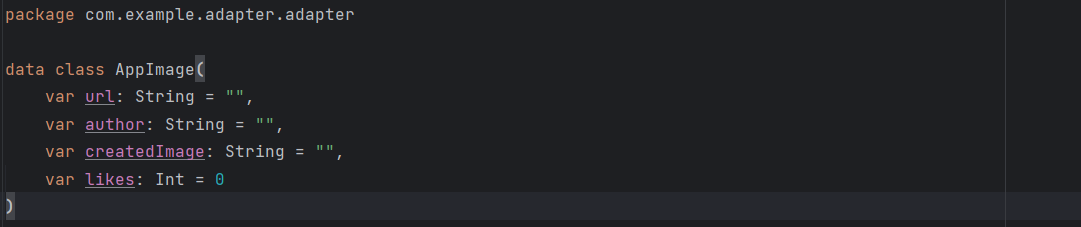 package com.example.adapter.adapter
data class AppImage(
    var url: String = "",
    var author: String = "",
    var createdImage: String = "",
    var likes: Int = 0
)